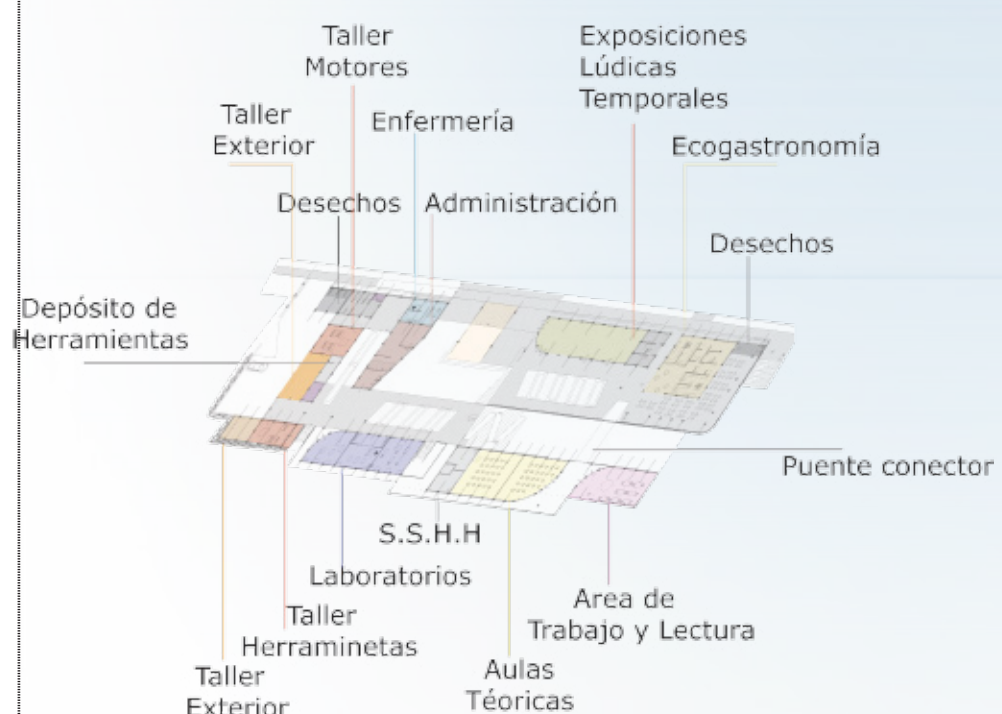 Taller
Motores
Exposiciones
Lúdicas
Temporales
Taller
Exterior
Enfermería
Ecogastronomía
Desechos
Administración
Desechos
Depósito de
Herramientas
Puente conector
S.S.H.H
Laboratorios
Area de
Trabajo y Lectura
Taller
Herraminetas
Aulas
Téoricas
Taller
Exterior